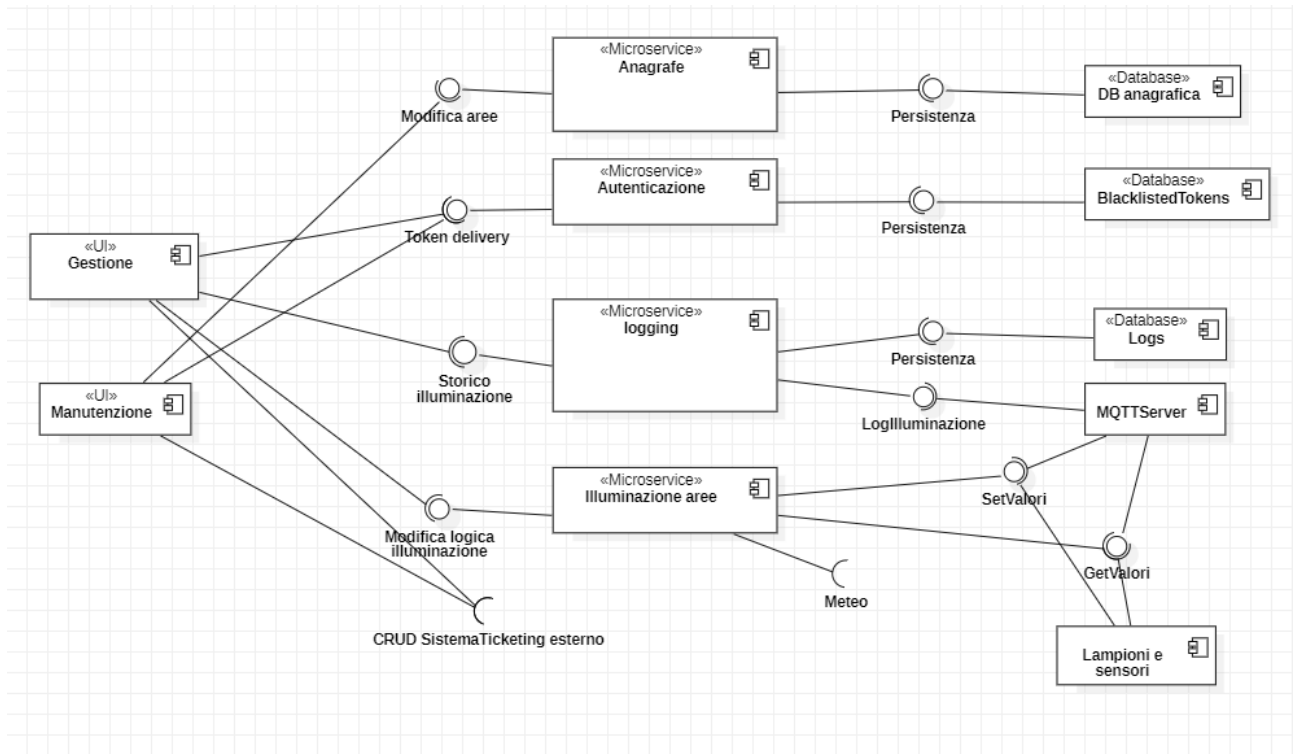 «Microservice»
Anagrafe
Modifica aree
Persistenza
«Database»
DB anagrafica
«Microservice»
Autenticazione
Token delivery
Persistenza
«Database»
BlacklistedTokens
«UI»
Gestione
«Microservice»
logging
Storico
illuminazione
Persistenza
«Database»
Logs
LogIlluminazione
«UI»
Manutenzione
MQTTServer
«Microservice»
Illuminazione aree
SetValori
Modifica logica
illuminazione
GetValori
Meteo
CRUD SistemaTicketing esterno
Lampioni e
sensori